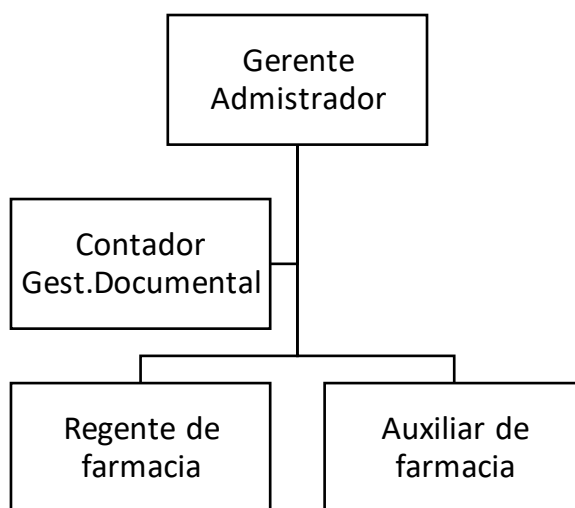 Gerente
Admistrador
Contador
Gest.Documental
Regente de
farmacia
Auxiliar de
farmacia